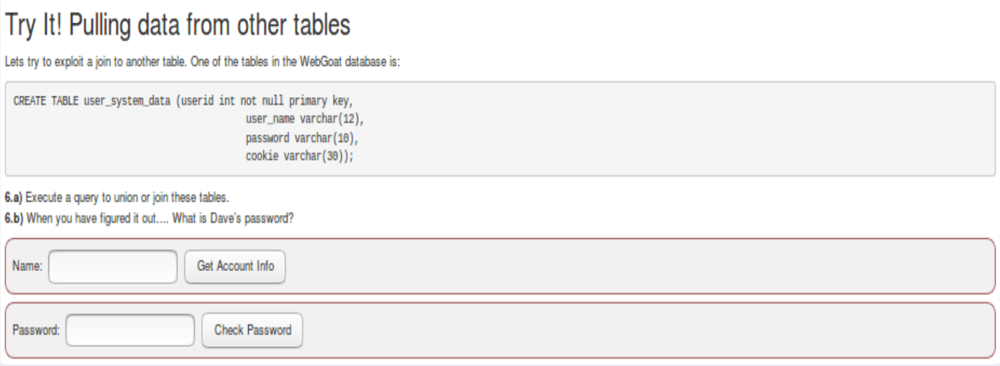 Try It! Pulling data from other tables
Lets try to exploit a join to another table. One of the tables in the WebGoat database is:
CREATE TABLE user_system_data (userid int not null primary key,
user_name varchar(12),
password varchar(10),
cookie varchar(30));
6.a) Execute a query to union or join these tables.
6.b) When you have figured it out.... What is Dave's password?
Name: Get Account Info
Password: Check Password